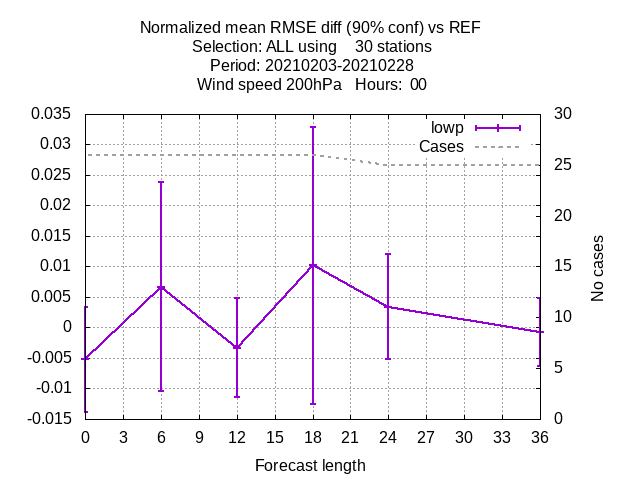 Normalized mean RMSE diff (90% conf) vs REF
Selection: ALL using    30 stations
Period: 20210203-20210228
Wind speed 200hPa   Hours:  00
0.035
0.03
0.025
0.02
0.015
0.01
0.005
0
-0.005
-0.01
-0.015
lowp
Cases
30
25
20
15
10
5
0
No cases
0 3 6 9 12 15 18 21 24 27 30 33 36
Forecast length